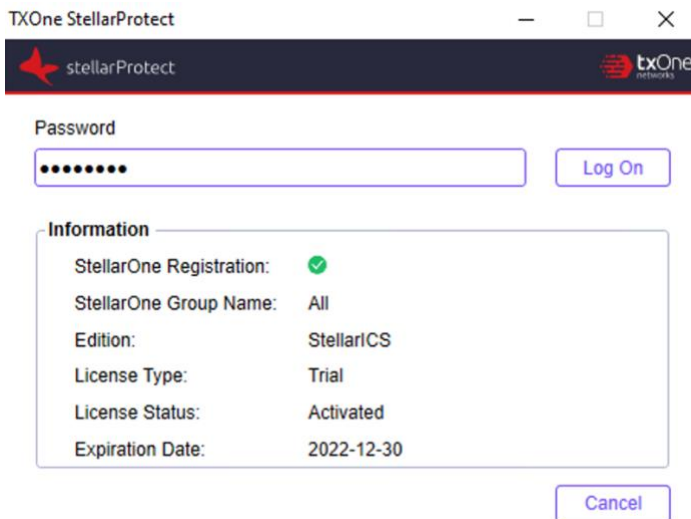 TXOne StellarProtect
stellarProtect
txOne
networks
Password
••••••••
Log On
Information
StellarOne Registration:
StellarOne Group Name: All
Edition: StellarICS
License Type: Trial
License Status: Activated
Expiration Date: 2022-12-30
Cancel